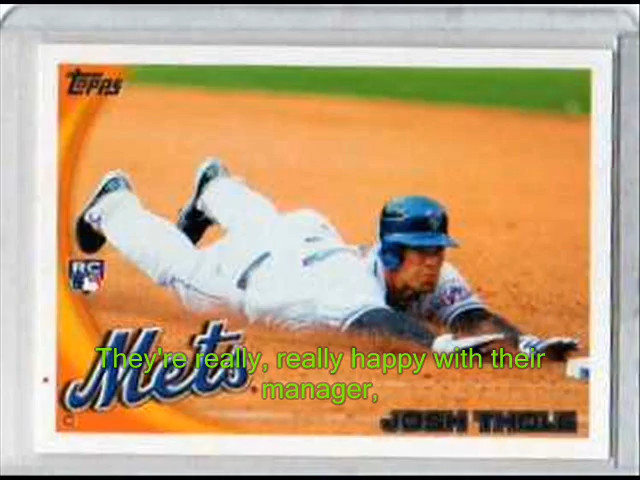 Topps
RC
Mets
They're really, really happy with their
manager,
C
JOSH THOLE